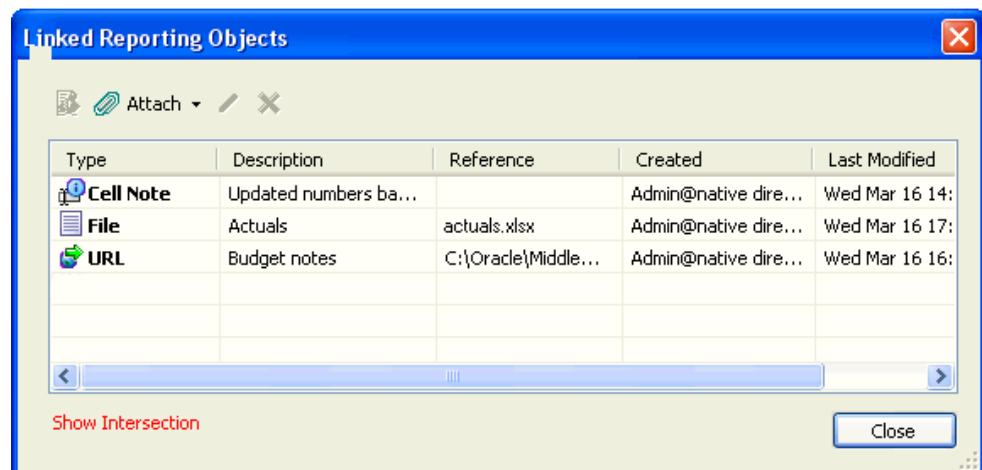 Linked Reporting Objects
Attach
Type Description Reference Created Last Modified
Cell Note Updated numbers ba... Admin@native dire... Wed Mar 16 14:
File Actuals actuals.xlsx Admin@native dire... Wed Mar 16 17:
URL Budget notes C:\Oracle\Middle... Admin@native dire... Wed Mar 16 16:
Show Intersection Close